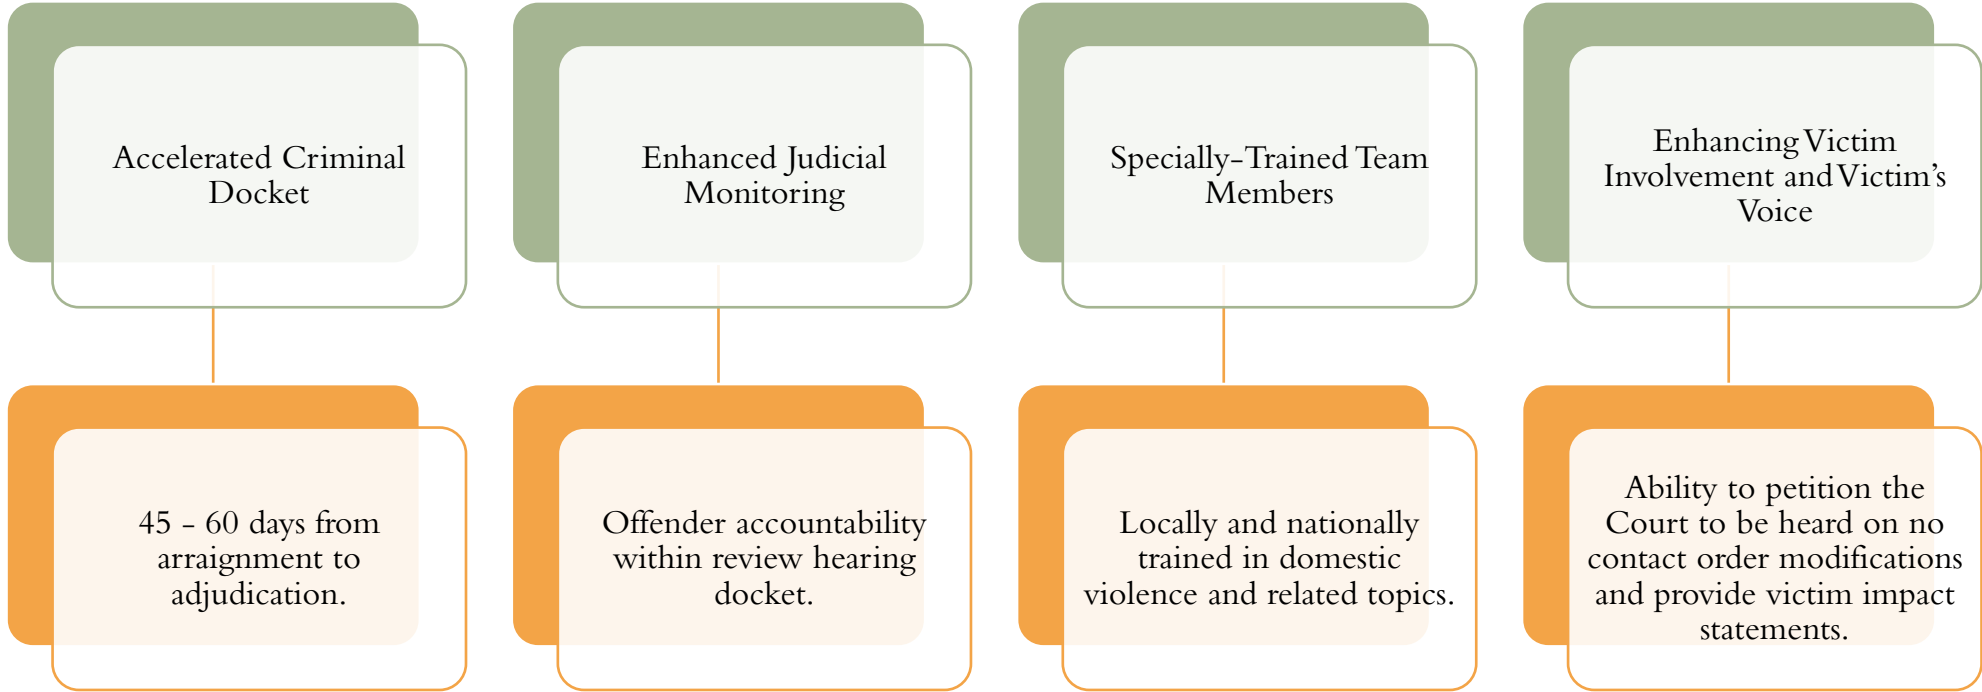 Accelerated Criminal
Docket
45 - 60 days from
arraignment to
adjudication.
Enhanced Judicial
Monitoring
Offender accountability
within review hearing
docket.
Specially-Trained Team
Members
Locally and nationally
trained in domestic
violence and related topics.
Enhancing Victim
Involvement and Victim’s
Voice
Ability to petition the
Court to be heard on no
contact order modifications
and provide victim impact
statements.